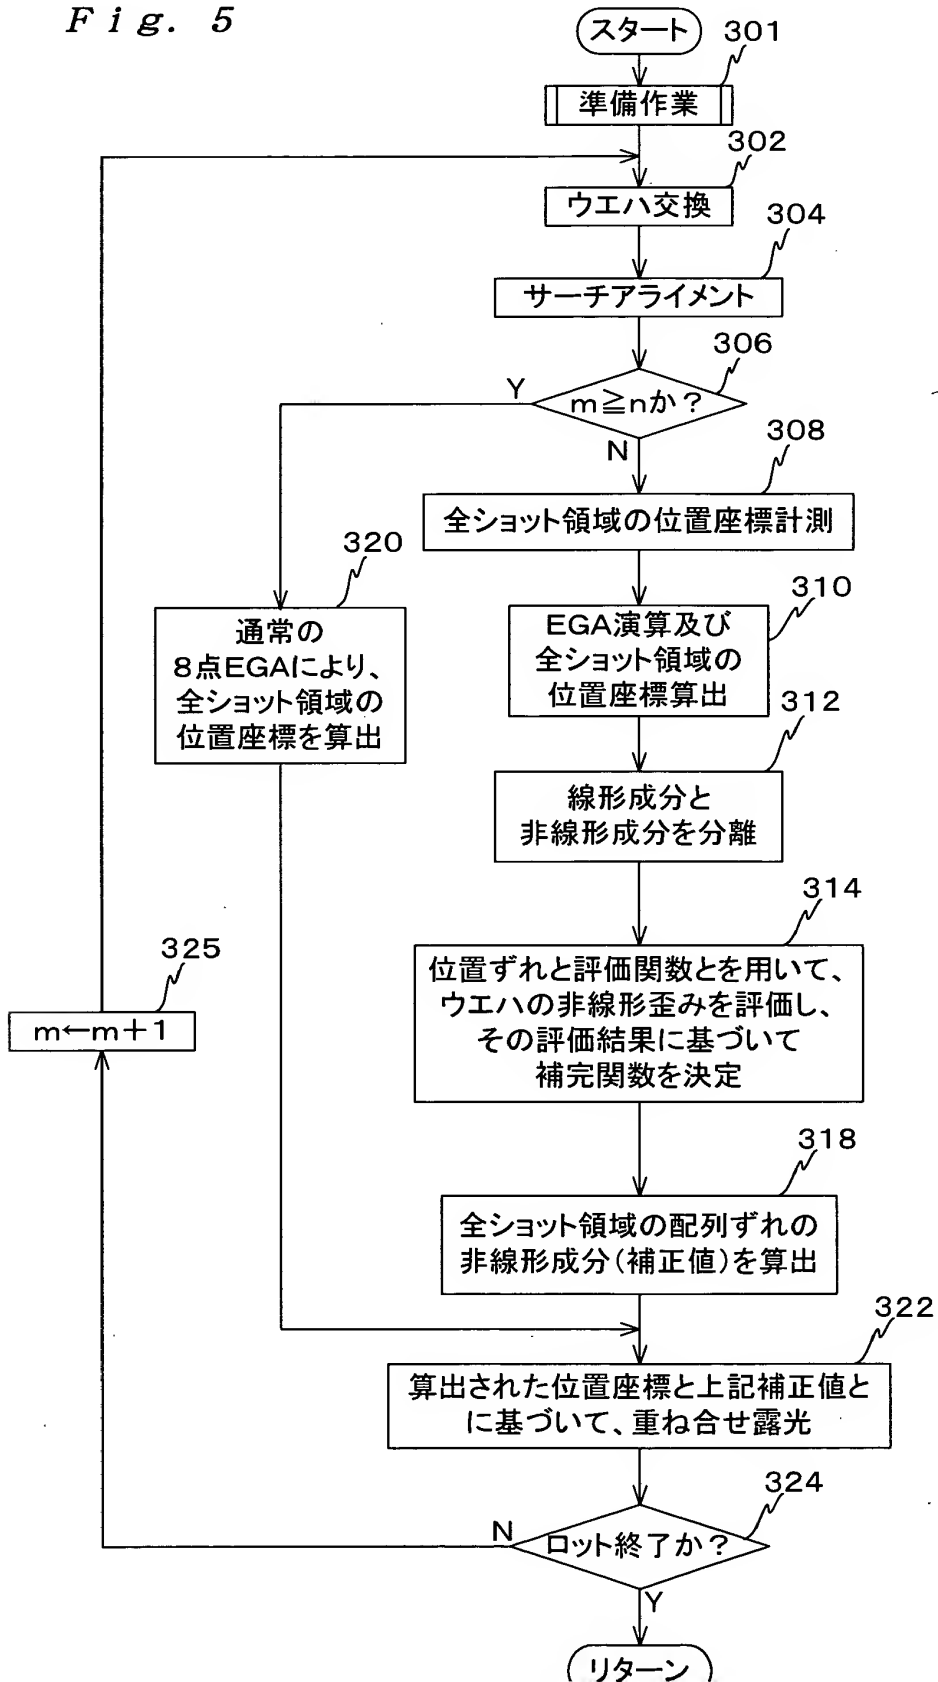 Fig. 5
スタート
301
準備作業
302
ウエハ交換
304
サーチアライメント
306
Y
m≧nか？
N
308
全ショット領域の位置座標計測
320
通常の
8点EGAにより、
全ショット領域の
位置座標を算出
310
EGA演算及び
全ショット領域の
位置座標算出
312
線形成分と
非線形成分を分離
314
位置ずれと評価関数とを用いて、
ウエハの非線形歪みを評価し、
その評価結果に基づいて
補完関数を決定
325
m←m＋1
318
全ショット領域の配列ずれの
非線形成分（補正値）を算出
322
算出された位置座標と上記補正値と
に基づいて、重ね合せ露光
324
N
ロット終了か？
Y
リターン